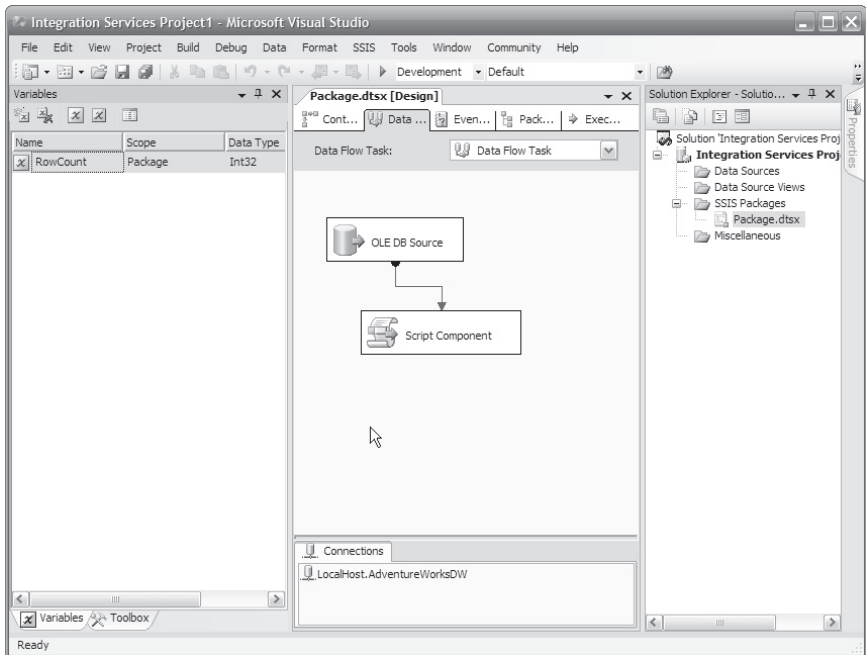 Integration Services Project1 - Microsoft Visual Studio
File Edit View Project Build Debug Data Format SSIS Tools Window Community Help
Development Default
Variables
Name Scope Data Type
RowCount Package Int32
Variables Toolbox
Package.dtsx [Design]
Cont... Data ... Even... Pack... Exec...
Data Flow Task: Data Flow Task
OLE DB Source
Script Component
Connections
LocalHost.AdventureWorksDW
Solution Explorer - Solutio...
Solution 'Integration Services Proj
Integration Services Proj
Data Sources
Data Source Views
SSIS Packages
Package.dtsx
Miscellaneous
Properties
Ready